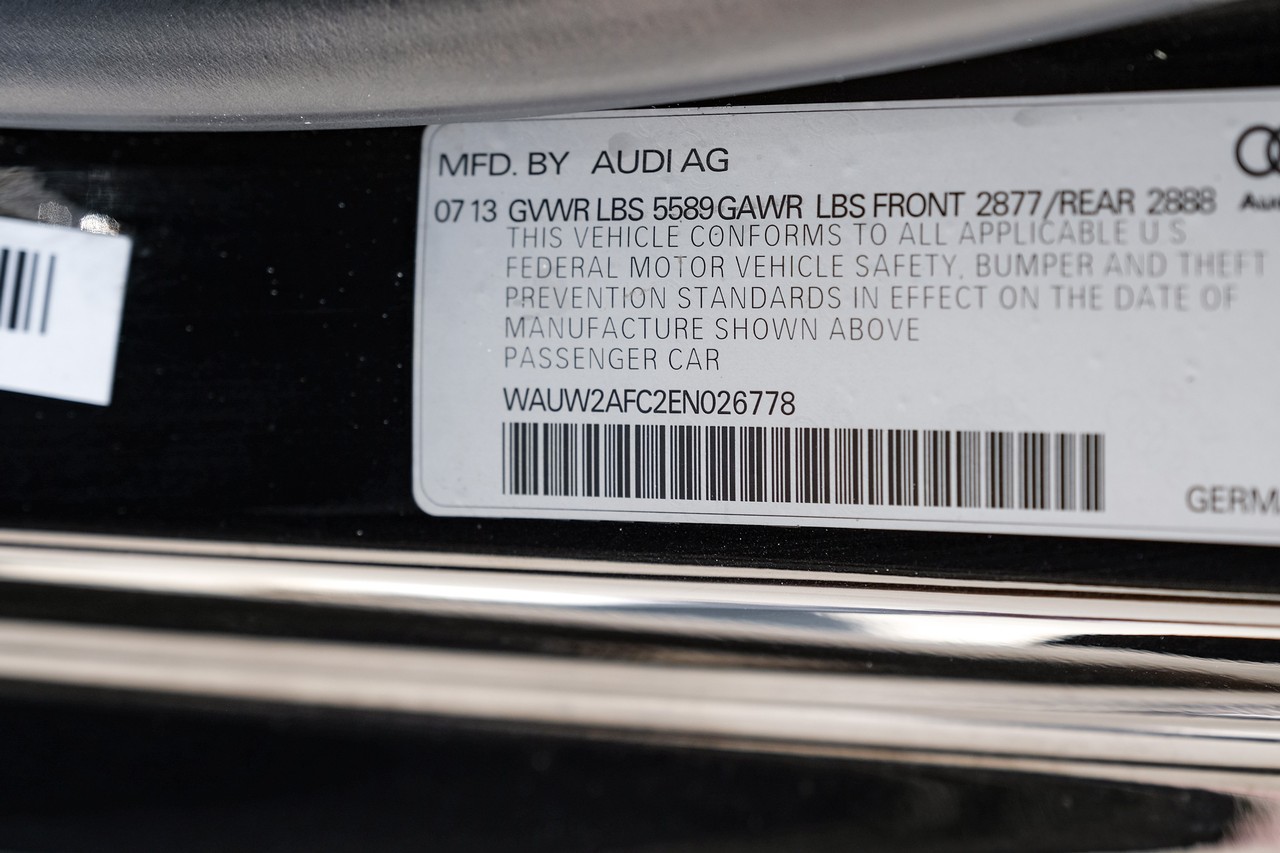 MFD. BY AUDI AG
07 13 GVWR LBS 5589 GAWR LBS FRONT 2877/REAR 2888
THIS VEHICLE CONFORMS TO ALL APPLICABLE U S
FEDERAL MOTOR VEHICLE SAFETY, BUMPER AND THEFT
PREVENTION STANDARDS IN EFFECT ON THE DATE OF
MANUFACTURE SHOWN ABOVE
PASSENGER CAR
WAUW2AFC2EN026778